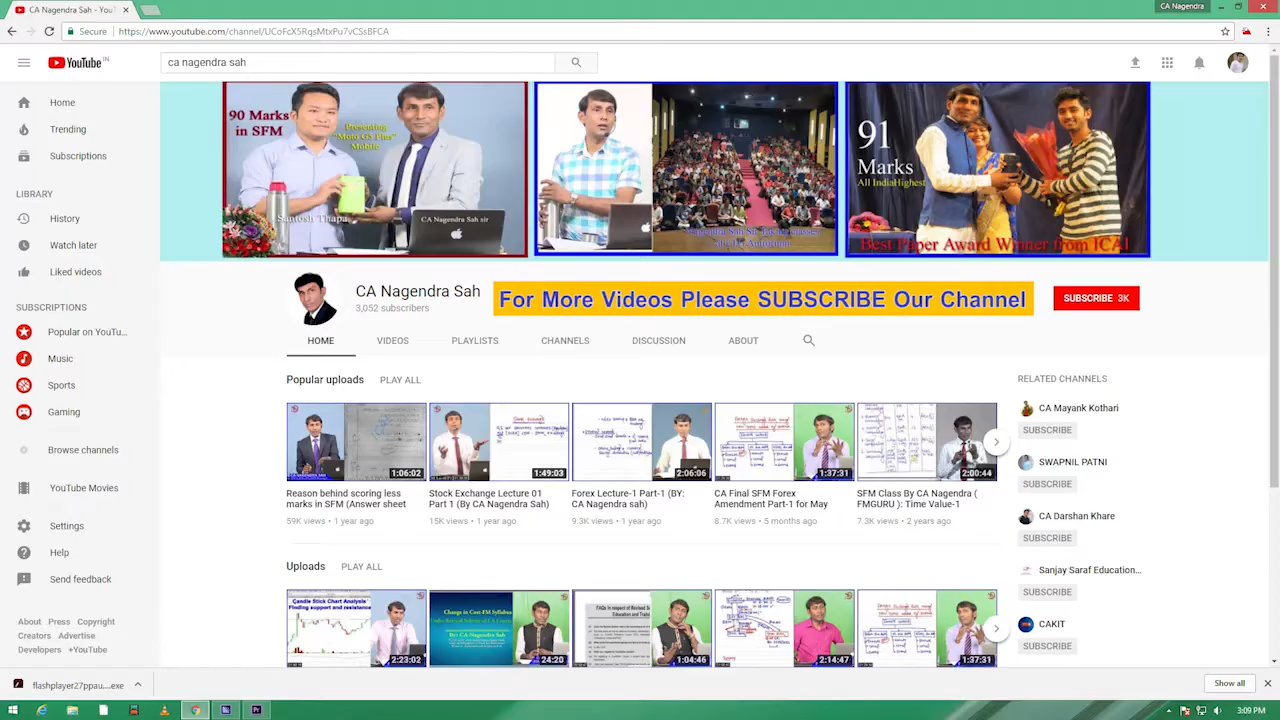 CA Nagendra Sah - YouT
CA Nagendra
Secure
https://www.youtube.com/channel/UCoFcX5RqsMtxPu7vCSsBFCA
YouTube IN
ca nagendra sah
Home
Trending
Subscriptions
LIBRARY
History
Watch later
Liked videos
SUBSCRIPTIONS
Popular on YouTu...
Music
Sports
Gaming
Browse channels
YouTube Movies
Settings
Help
Send feedback
About Press Copyright
Creators Advertise
Developers +YouTube
90 Marks
in SFM
Presenting
"Moto G5 Plus"
Mobile
Santosh Thapa
CA Nagendra Sah sir
91
Marks
All IndiaHighest
Best Paper Award Winner from ICAI
CA Nagendra Sah
3,052 subscribers
For More Videos Please SUBSCRIBE Our Channel
SUBSCRIBE 3K
HOME
VIDEOS
PLAYLISTS
CHANNELS
DISCUSSION
ABOUT
Popular uploads
PLAY ALL
CA NAGENDRA SAH
1:06:02
Stock Exchange
1:49:03
2:06:06
1:37:31
2:00:44
Reason behind scoring less
marks in SFM (Answer sheet
59K views • 1 year ago
Stock Exchange Lecture 01
Part 1 (By CA Nagendra Sah)
15K views • 1 year ago
Forex Lecture-1 Part-1 (BY:
CA Nagendra sah)
9.3K views • 1 year ago
CA Final SFM Forex
Amendment Part-1 for May
8.7K views • 5 months ago
SFM Class By CA Nagendra (
FMGURU ): Time Value-1
7.3K views • 2 years ago
Uploads
PLAY ALL
Candle Stick Chart Analysis
Finding support and resistance
2:23:02
Change in Cost-FM Syllabus
By: CA Nagendra Sah
24:20
FAQs in respect of Revised
Education and Train
1:04:46
2:14:47
1:37:31
RELATED CHANNELS
CA Mayank Kothari
SUBSCRIBE
SWAPNIL PATNI
SUBSCRIBE
CA Darshan Khare
SUBSCRIBE
Sanjay Saraf Education...
SUBSCRIBE
CAKIT
SUBSCRIBE
flashplayer27ppau....exe
Show all
3:09 PM